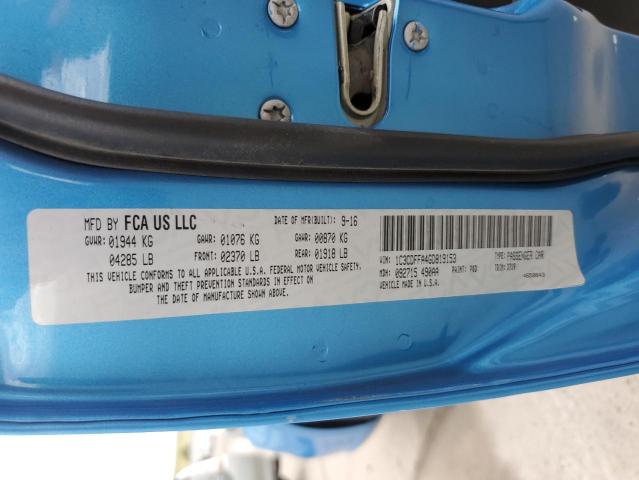 MFD BY FCA US LLC DATE OF MFR(BUILT): 9-16
GVWR: 01944 KG GAWR: 01076 KG GAWR: 00870 KG
04285 LB FRONT: 02370 LB REAR: 01918 LB
THIS VEHICLE CONFORMS TO ALL APPLICABLE U.S.A. FEDERAL MOTOR VEHICLE SAFETY,
BUMPER AND THEFT PREVENTION STANDARDS IN EFFECT ON
THE DATE OF MANUFACTURE SHOWN ABOVE.
VIN: 1C3CDFFA4GD819153 TYPE: PASSENGER CAR
MDH: 092715 490AA PAINT: TRIM:
VEHICLE MADE IN U.S.A.